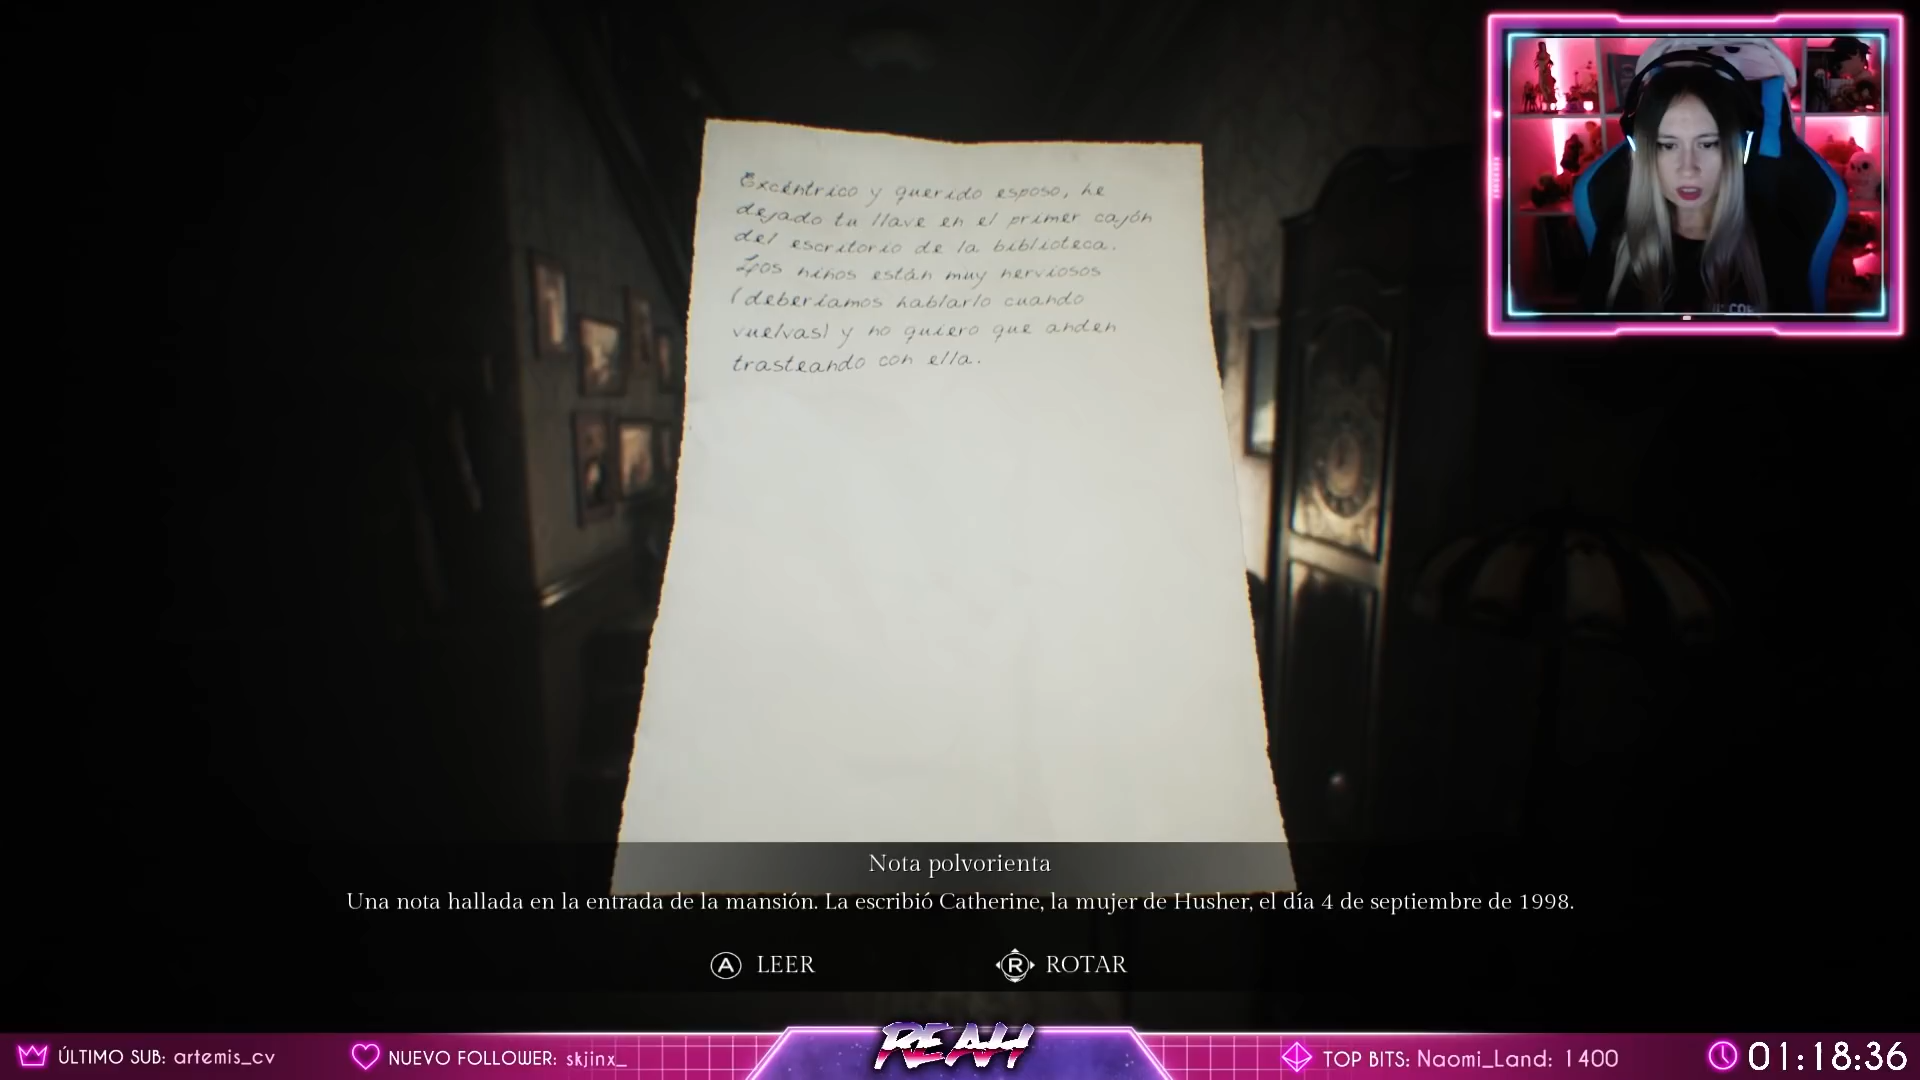 Excéntrico y querido esposo, he
dejado tu llave en el primer cajón
del escritorio de la biblioteca.
Los niños están muy nerviosos
(deberíamos hablarlo cuando
vuelvas) y no quiero que anden
trasteando con ella.
Nota polvorienta
Una nota hallada en la entrada de la mansión. La escribió Catherine, la mujer de Husher, el día 4 de septiembre de 1998.
A LEER R ROTAR
REAH
ÚLTIMO SUB: artemis_cv NUEVO FOLLOWER: skjinx_ TOP BITS: Naomi_Land: 1400 01:18:36